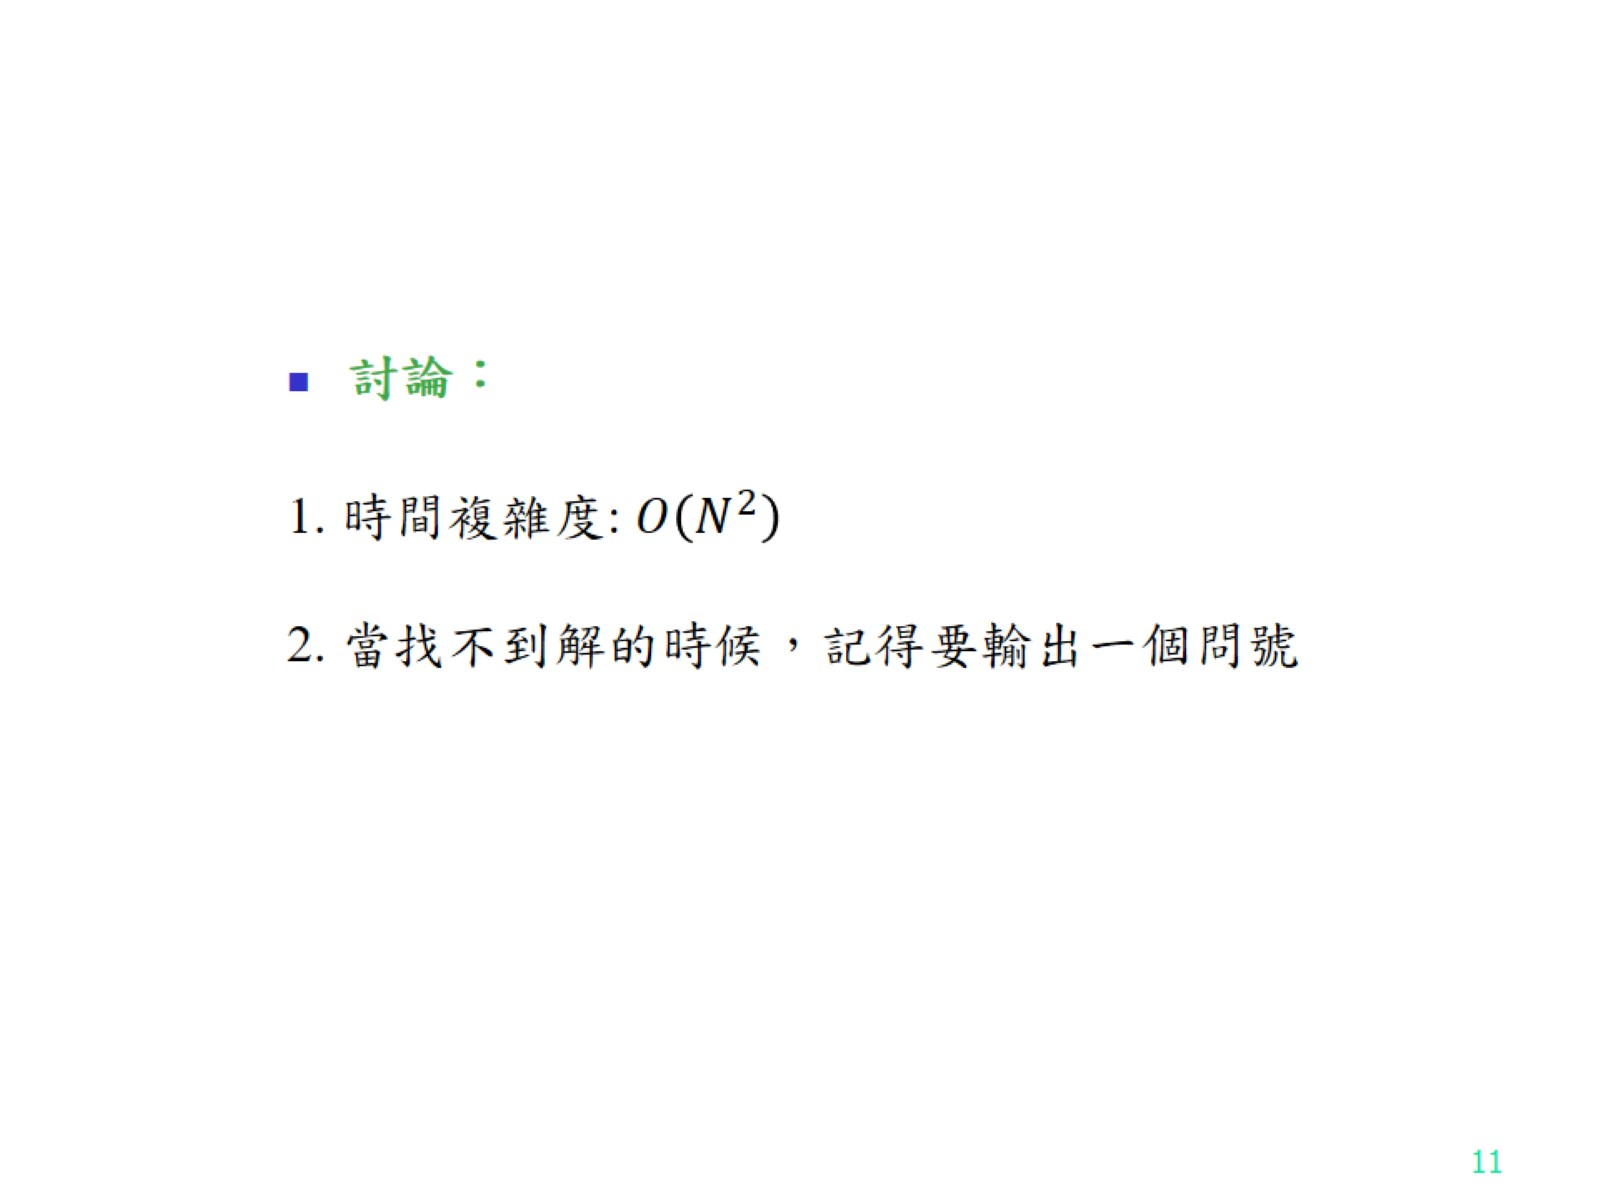 ■ 討論：
1. 時間複雜度: O(N²)
2. 當找不到解的時候，記得要輸出一個問號
11